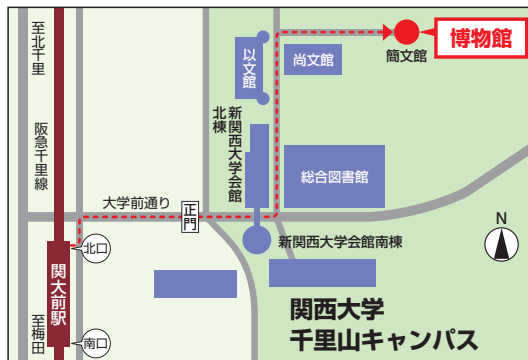 至北千里
阪急千里線
以文館
尚文館
簡文館
博物館
新関西大学会館
北棟
総合図書館
大学前通り
正門
北口
新関西大学会館南棟
N
関大前駅
至梅田
南口
関西大学
千里山キャンパス